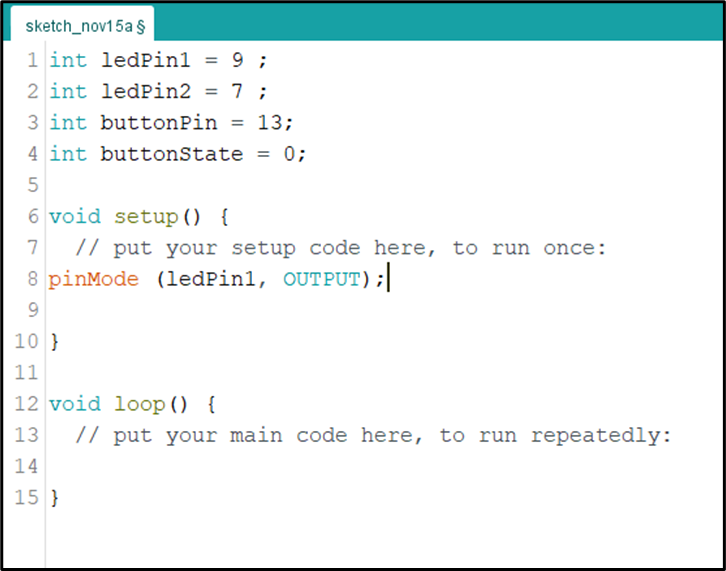 sketch_nov15a §
1 int ledPin1 = 9 ;
2 int ledPin2 = 7 ;
3 int buttonPin = 13;
4 int buttonState = 0;
5
6 void setup() {
7   // put your setup code here, to run once:
8 pinMode (ledPin1, OUTPUT);
9
10 }
11
12 void loop() {
13   // put your main code here, to run repeatedly:
14
15 }